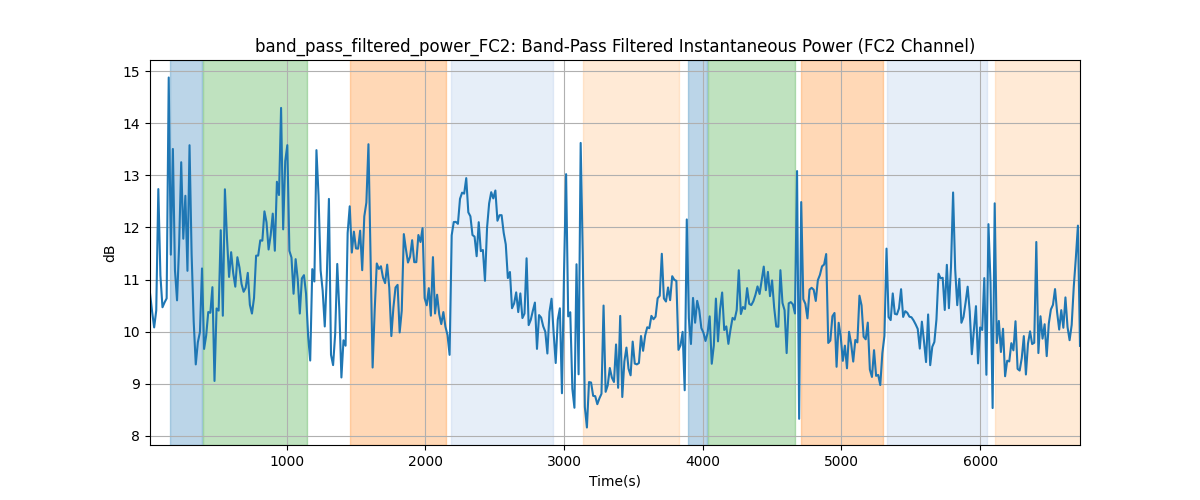 band_pass_filtered_power_FC2: Band-Pass Filtered Instantaneous Power (FC2 Channel)
15
14
13
12
11
10
9
8
dB
1000 2000 3000 4000 5000 6000
Time(s)